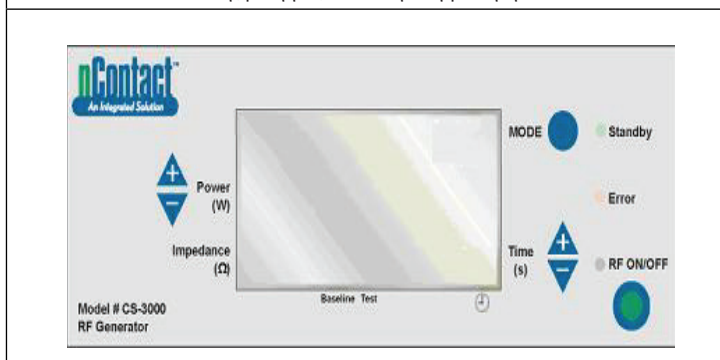 nContact™
An Integrated Solution
MODE
Standby
Power
(W)
Error
Impedance
(Ω)
Time
(s)
RF ON/OFF
Baseline Test
Model # CS-3000
RF Generator